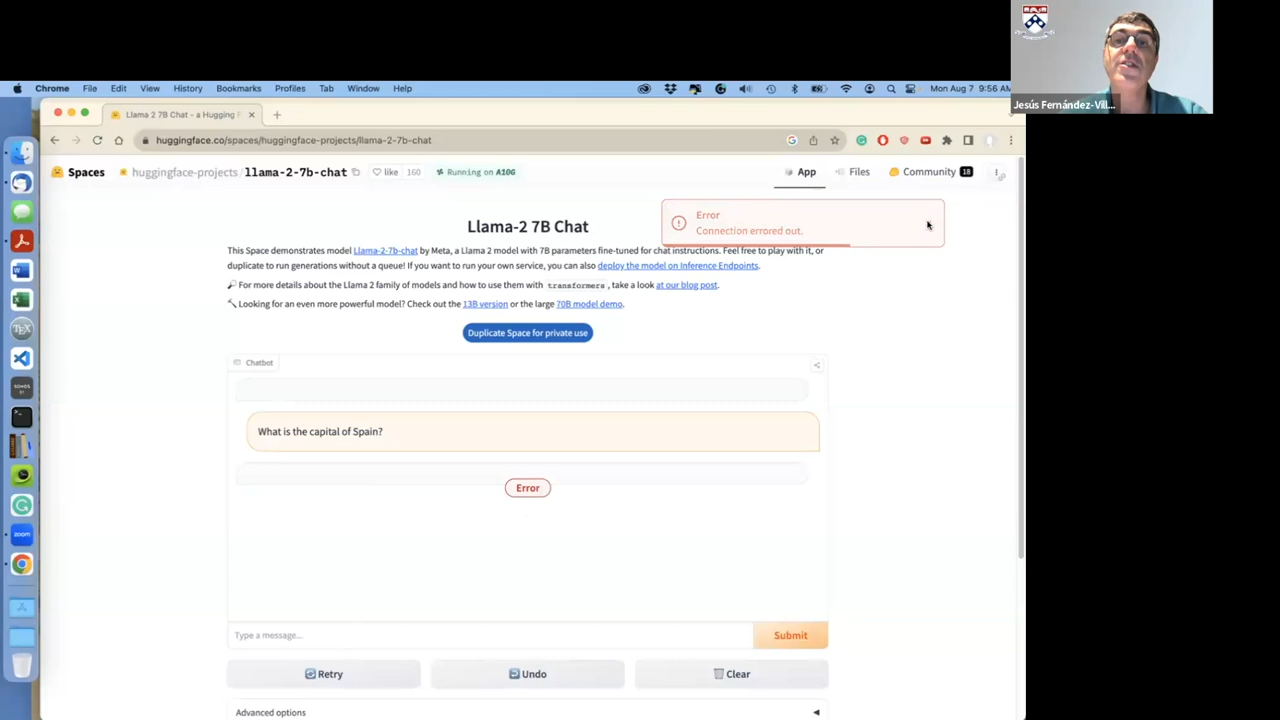 Chrome File Edit View History Bookmarks Profiles Tab Window Help Mon Aug 7 9:56 AM
Jesús Fernández-Vill...
Llama 2 7B Chat - a Hugging F
huggingface.co/spaces/huggingface-projects/llama-2-7b-chat
Spaces huggingface-projects/llama-2-7b-chat like 160 Running on A10G App Files Community 18
Error
Connection errored out.
Llama-2 7B Chat
This Space demonstrates model Llama-2-7b-chat by Meta, a Llama 2 model with 7B parameters fine-tuned for chat instructions. Feel free to play with it, or
duplicate to run generations without a queue! If you want to run your own service, you can also deploy the model on Inference Endpoints.
For more details about the Llama 2 family of models and how to use them with transformers, take a look at our blog post.
Looking for an even more powerful model? Check out the 13B version or the large 70B model demo.
Duplicate Space for private use
Chatbot
What is the capital of Spain?
Error
Type a message...
Submit
Retry
Undo
Clear
Advanced options
TEX
SONOS
S1
zoom